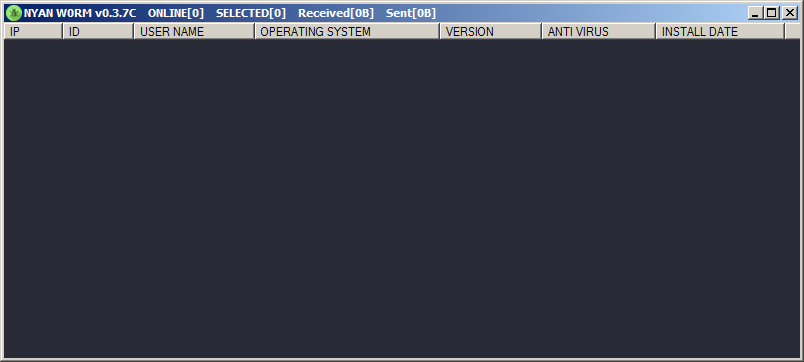 NYAN W0RM v0.3.7C ONLINE[0] SELECTED[0] Received[0B] Sent[0B]
IP ID USER NAME OPERATING SYSTEM VERSION ANTI VIRUS INSTALL DATE